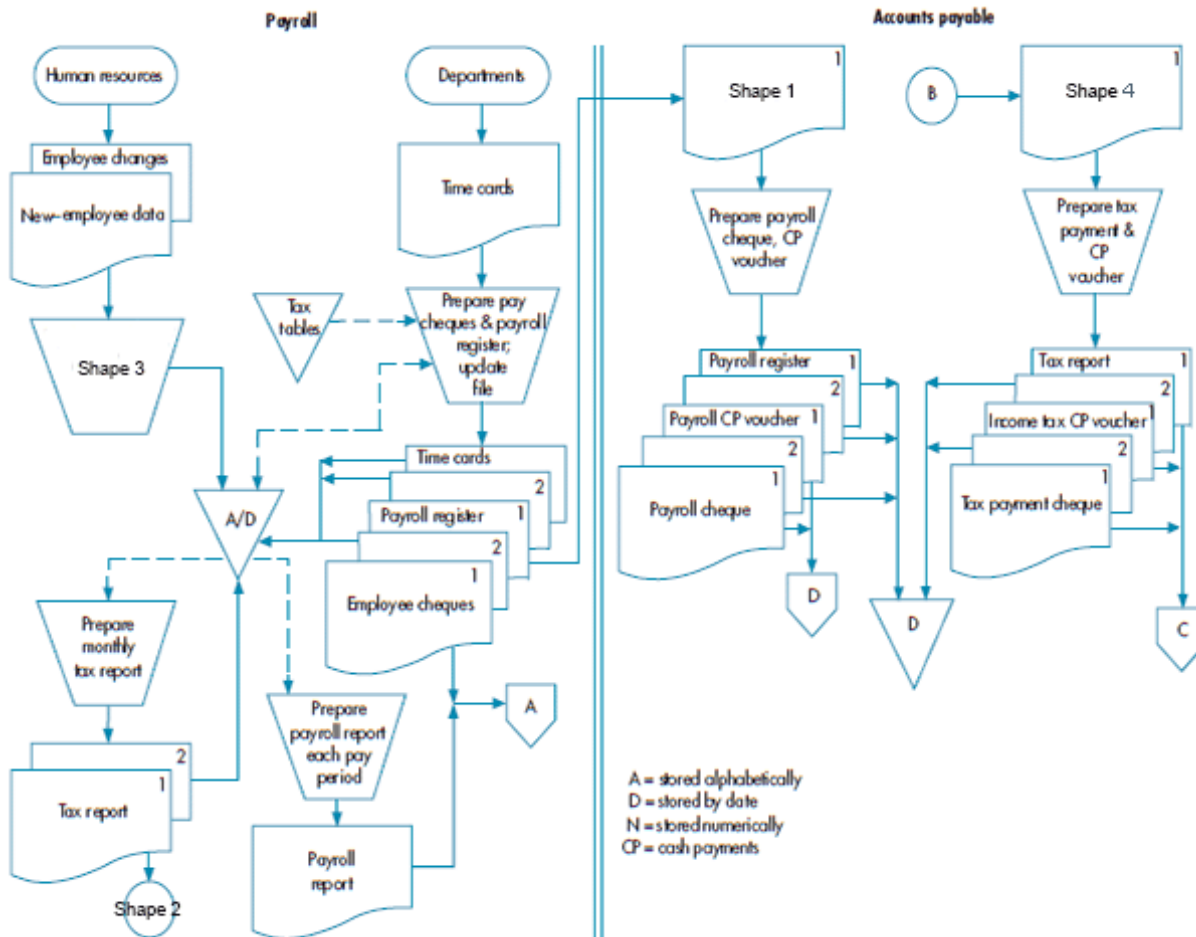 Payroll
Accounts payable
Human resources
Departments
1
Shape 1
B
1
Shape 4
Employee changes
New-employee data
Time cards
Prepare payroll
cheque, CP
voucher
Prepare tax
payment &
CP
voucher
Tax
tables
Prepare pay
cheques & payroll
register;
update
file
Shape 3
Payroll register
1
2
Payroll CP voucher
1
2
1
Payroll cheque
Tax report
1
2
Income tax CP voucher
1
2
1
Tax payment cheque
Time cards
2
Payroll register
1
2
1
Employee cheques
A/D
D
D
C
Prepare
monthly
tax report
Prepare
payroll report
each pay
period
A
2
1
Tax report
Payroll
report
Shape 2
A = stored alphabetically
D = stored by date
N = stored numerically
CP = cash payments